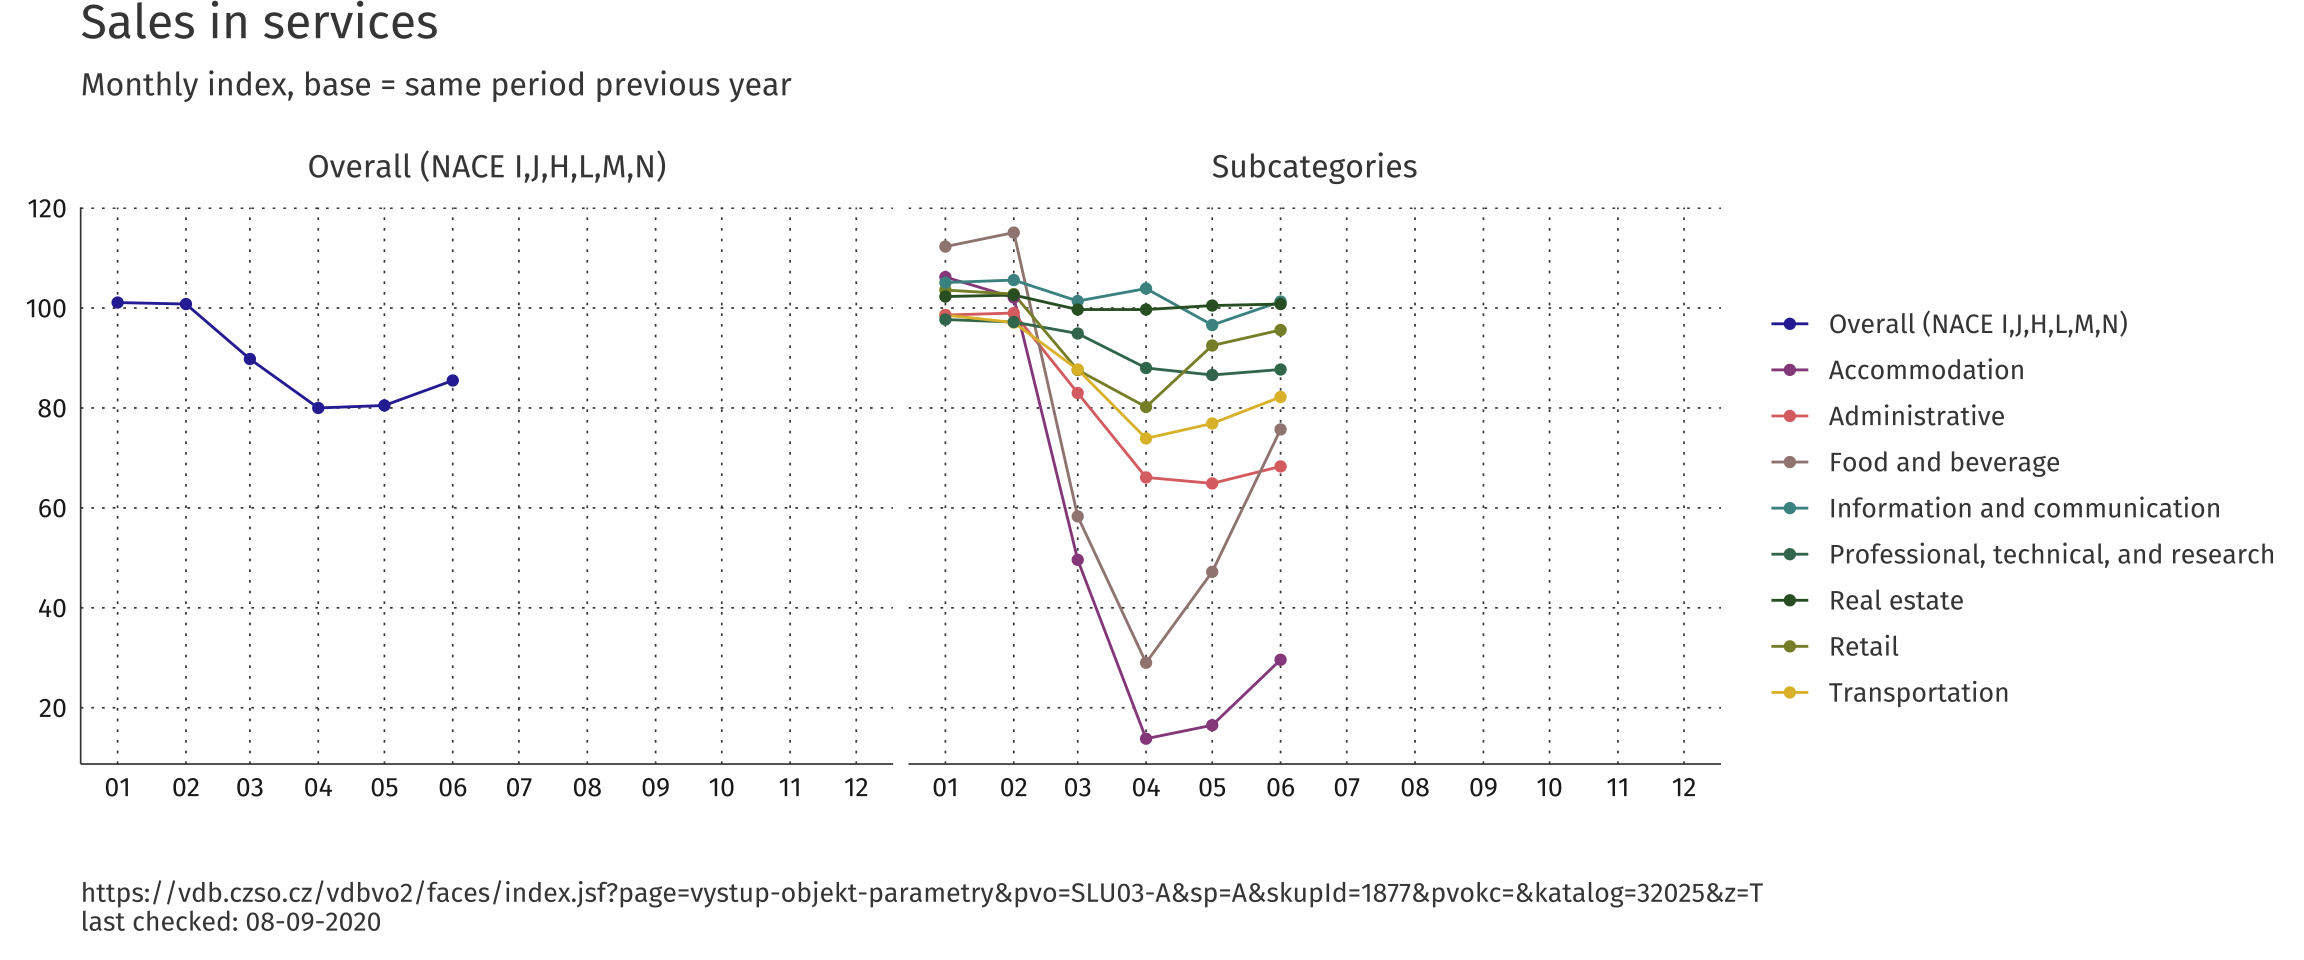 Sales in services
Monthly index, base = same period previous year
Overall (NACE I,J,H,L,M,N)
Subcategories
120
100
80
60
40
20
01 02 03 04 05 06 07 08 09 10 11 12
01 02 03 04 05 06 07 08 09 10 11 12
Overall (NACE I,J,H,L,M,N)
Accommodation
Administrative
Food and beverage
Information and communication
Professional, technical, and research
Real estate
Retail
Transportation
https://vdb.czso.cz/vdbvo2/faces/index.jsf?page=vystup-objekt-parametry&pvo=SLU03-A&sp=A&skupId=1877&pvokc=&katalog=32025&z=T
last checked: 08-09-2020